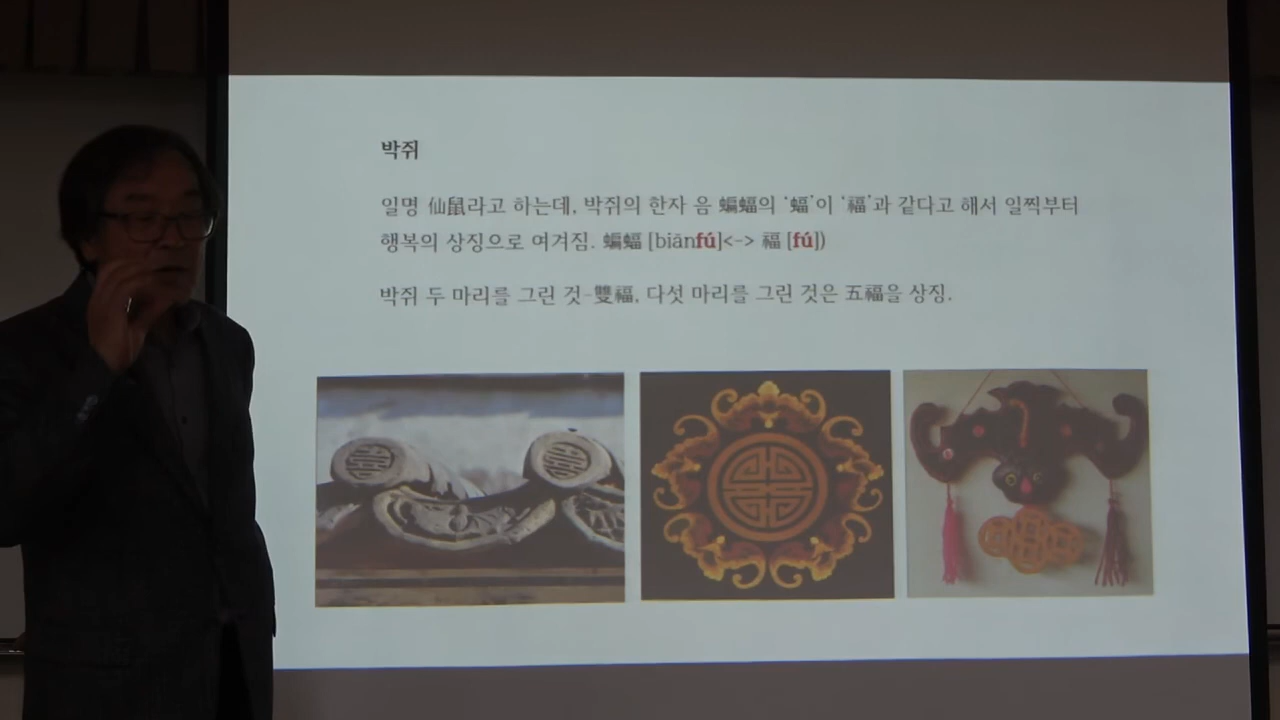 박쥐
일명 仙鼠라고 하는데, 박쥐의 한자 음 蝙蝠의 '蝠'이 '福'과 같다고 해서 일찍부터
행복의 상징으로 여겨짐. 蝙蝠 [biānfú]<-> 福 [fú])
박쥐 두 마리를 그린 것-雙福, 다섯 마리를 그린 것은 五福을 상징.